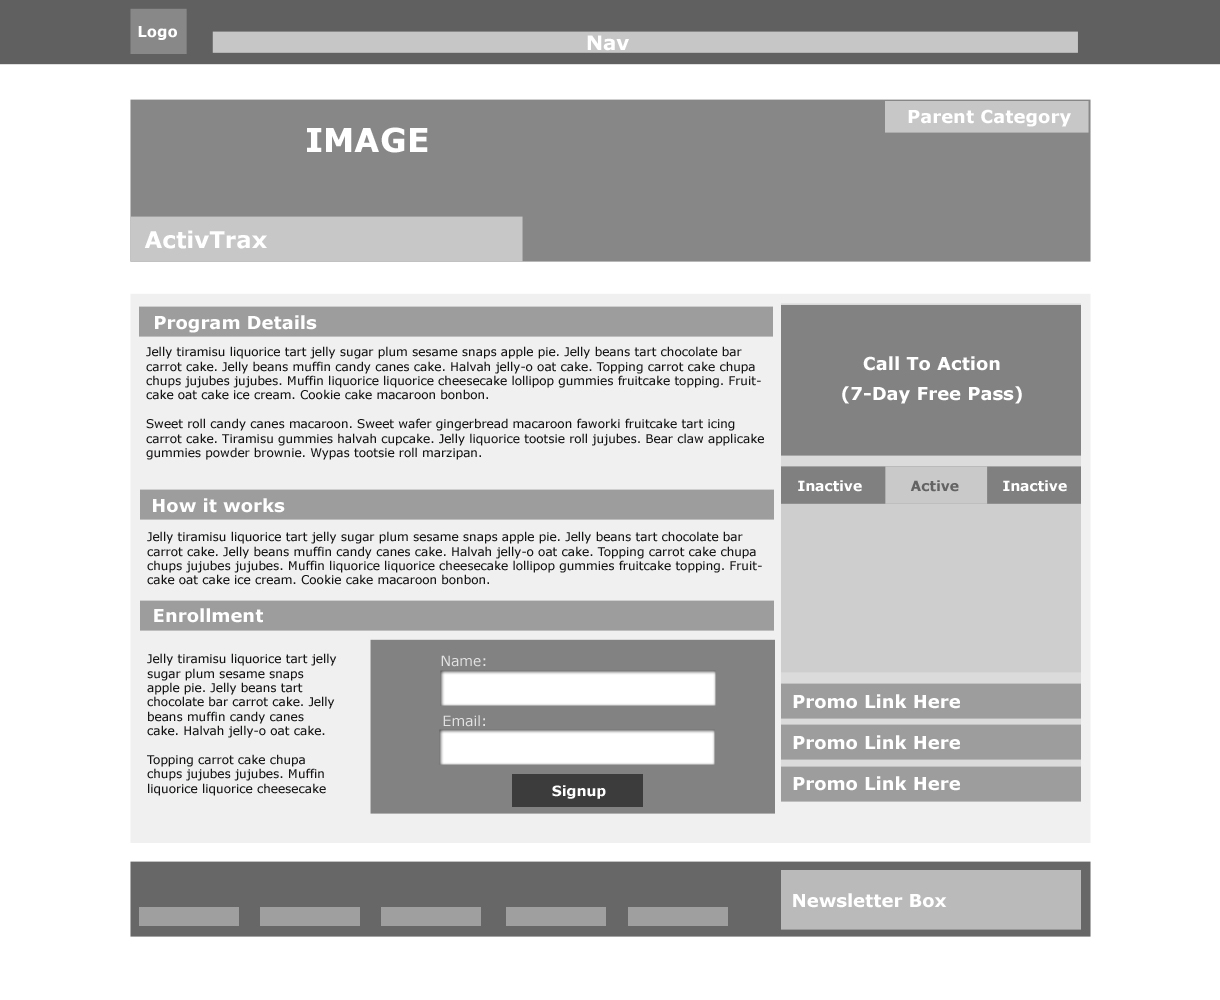 Logo
Nav
IMAGE
Parent Category
ActivTrax
Program Details
Jelly tiramisu liquorice tart jelly sugar plum sesame snaps apple pie. Jelly beans tart chocolate bar
carrot cake. Jelly beans muffin candy canes cake. Halvah jelly-o oat cake. Topping carrot cake chupa
chups jujubes jujubes. Muffin liquorice liquorice cheesecake lollipop gummies fruitcake topping. Fruit-
cake oat cake ice cream. Cookie cake macaroon bonbon.
Sweet roll candy canes macaroon. Sweet wafer gingerbread macaroon faworki fruitcake tart icing
carrot cake. Tiramisu gummies halvah cupcake. Jelly liquorice tootsie roll jujubes. Bear claw applicake
gummies powder brownie. Wypas tootsie roll marzipan.
How it works
Jelly tiramisu liquorice tart jelly sugar plum sesame snaps apple pie. Jelly beans tart chocolate bar
carrot cake. Jelly beans muffin candy canes cake. Halvah jelly-o oat cake. Topping carrot cake chupa
chups jujubes jujubes. Muffin liquorice liquorice cheesecake lollipop gummies fruitcake topping. Fruit-
cake oat cake ice cream. Cookie cake macaroon bonbon.
Enrollment
Jelly tiramisu liquorice tart jelly
sugar plum sesame snaps
apple pie. Jelly beans tart
chocolate bar carrot cake. Jelly
beans muffin candy canes
cake. Halvah jelly-o oat cake.
Topping carrot cake chupa
chups jujubes jujubes. Muffin
liquorice liquorice cheesecake
Name:
Email:
Signup
Call To Action
(7-Day Free Pass)
Inactive
Active
Inactive
Promo Link Here
Promo Link Here
Promo Link Here
Newsletter Box